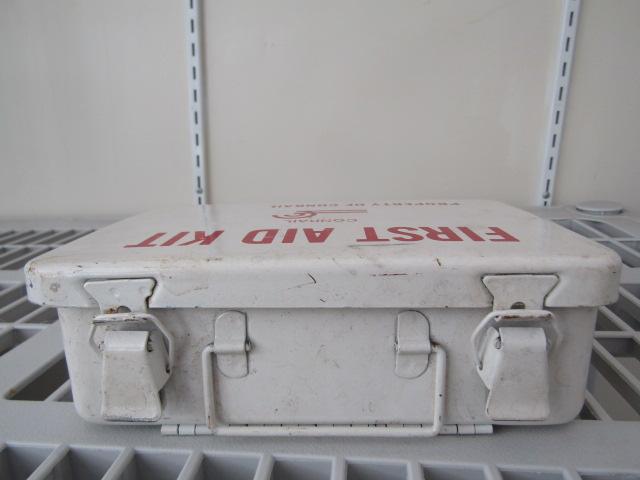 FIRST AID KIT
CONRAIL
PROPERTY OF CONRAIL